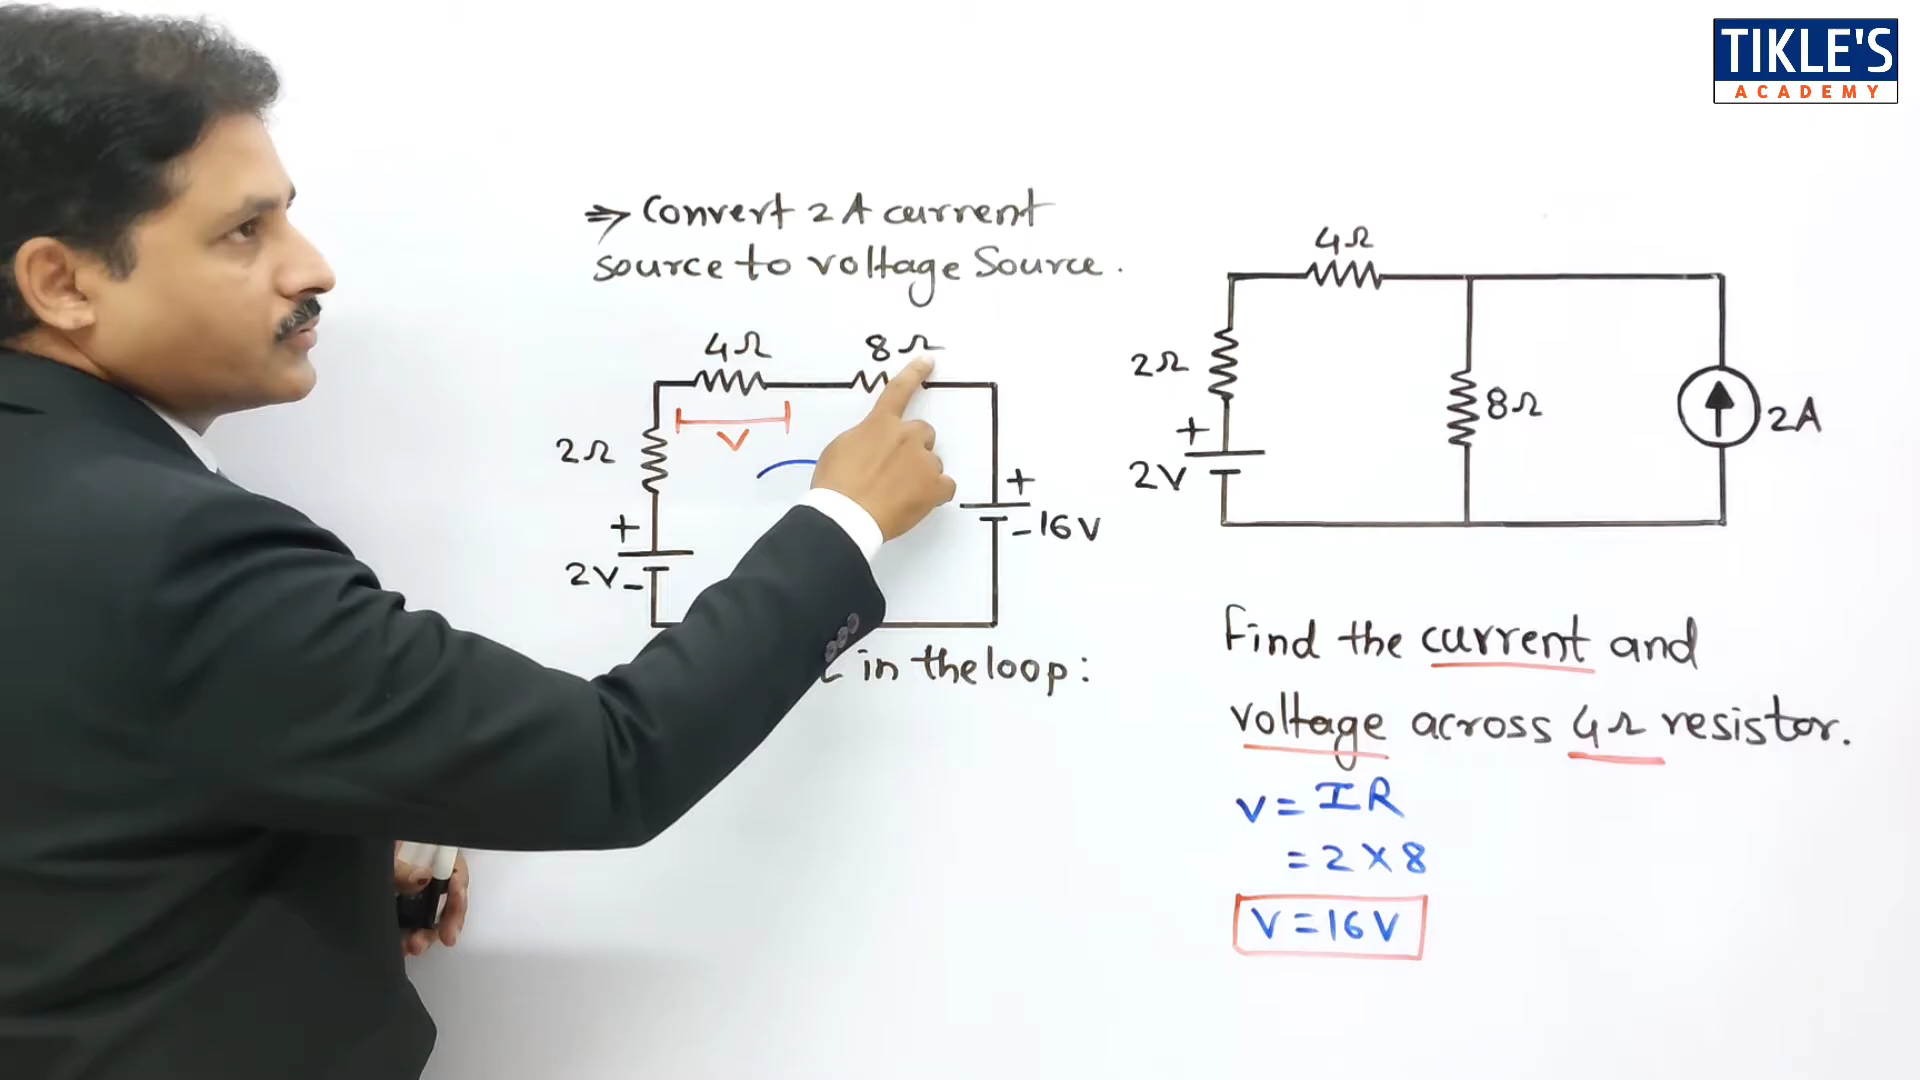 TIKLE'S
ACADEMY
⇒ Convert 2 A current
source to voltage Source.
4Ω
8Ω
2Ω
V
+
2V -
+
- 16V
in the loop:
4Ω
2Ω
+
2V
8Ω
2A
Find the current and
voltage across 4Ω resistor.
V = IR
= 2 × 8
V = 16V